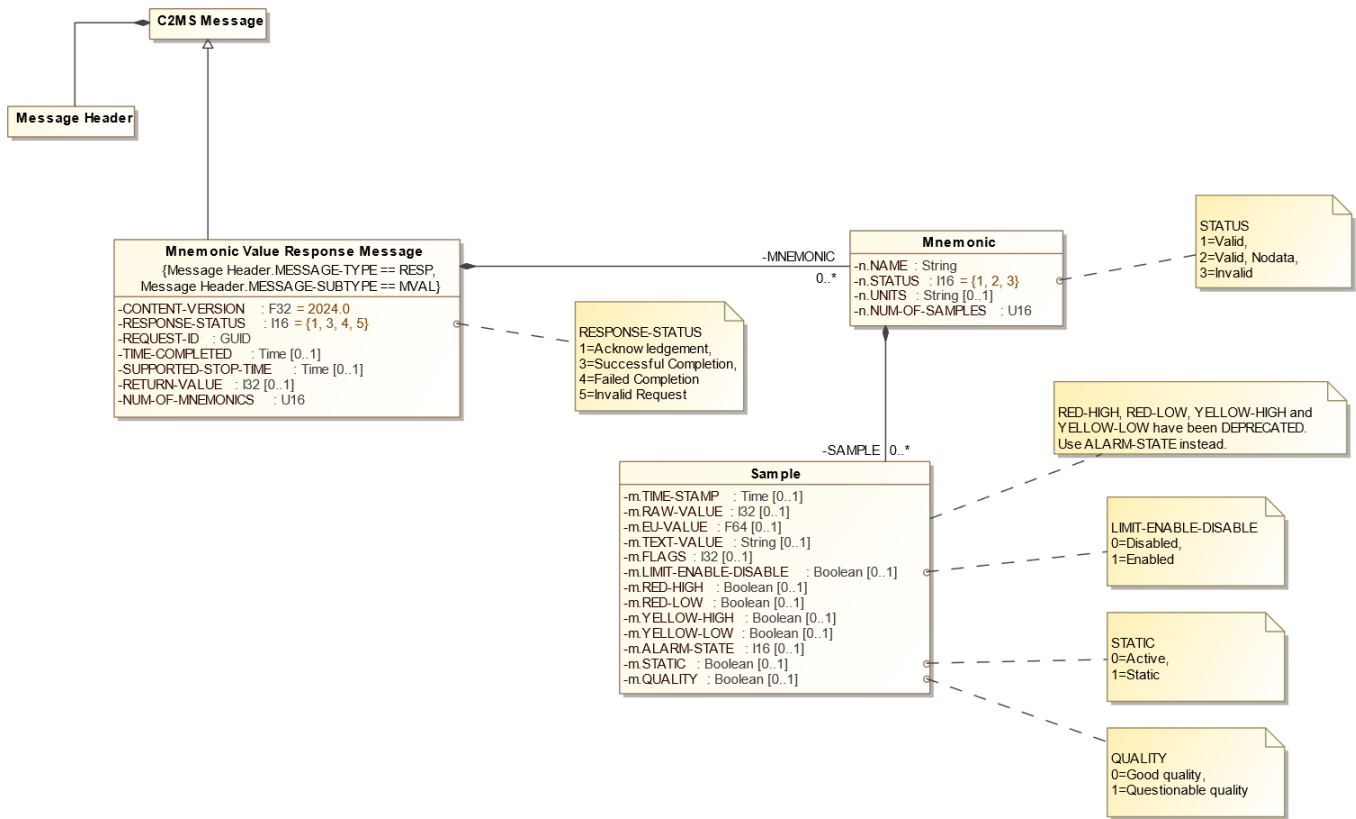 C2MS Message
Message Header
Mnemonic Value Response Message
{Message Header.MESSAGE-TYPE == RESP,
Message Header.MESSAGE-SUBTYPE == MVAL}
-CONTENT-VERSION : F32 = 2024.0
-RESPONSE-STATUS : I16 = {1, 3, 4, 5}
-REQUEST-ID : GUID
-TIME-COMPLETED : Time [0..1]
-SUPPORTED-STOP-TIME : Time [0..1]
-RETURN-VALUE : I32 [0..1]
-NUM-OF-MNEMONICS : U16
RESPONSE-STATUS
1=Acknowledgement,
3=Successful Completion,
4=Failed Completion
5=Invalid Request
-MNEMONIC
0..*
Mnemonic
-n.NAME : String
-n.STATUS : I16 = {1, 2, 3}
-n.UNITS : String [0..1]
-n.NUM-OF-SAMPLES : U16
STATUS
1=Valid,
2=Valid, Nodata,
3=Invalid
-SAMPLE 0..*
Sample
-m.TIME-STAMP : Time [0..1]
-m.RAW-VALUE : I32 [0..1]
-m.EU-VALUE : F64 [0..1]
-m.TEXT-VALUE : String [0..1]
-m.FLAGS : I32 [0..1]
-m.LIMIT-ENABLE-DISABLE : Boolean [0..1]
-m.RED-HIGH : Boolean [0..1]
-m.RED-LOW : Boolean [0..1]
-m.YELLOW-HIGH : Boolean [0..1]
-m.YELLOW-LOW : Boolean [0..1]
-m.ALARM-STATE : I16 [0..1]
-m.STATIC : Boolean [0..1]
-m.QUALITY : Boolean [0..1]
RED-HIGH, RED-LOW, YELLOW-HIGH and
YELLOW-LOW have been DEPRECATED.
Use ALARM-STATE instead.
LIMIT-ENABLE-DISABLE
0=Disabled,
1=Enabled
STATIC
0=Active,
1=Static
QUALITY
0=Good quality,
1=Questionable quality